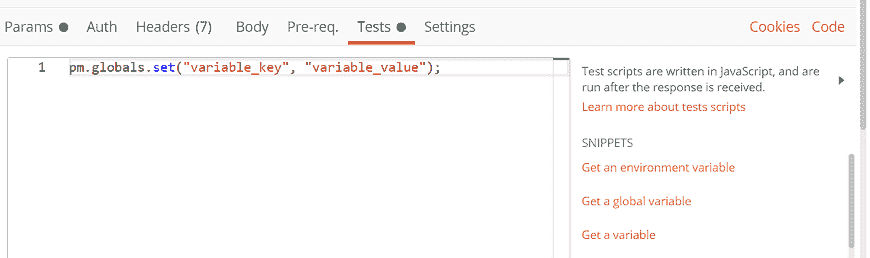 Params Auth Headers (7) Body Pre-req. Tests Settings Cookies Code
1 pm.globals.set("variable_key", "variable_value");
Test scripts are written in JavaScript, and are
run after the response is received.
Learn more about tests scripts
SNIPPETS
Get an environment variable
Get a global variable
Get a variable